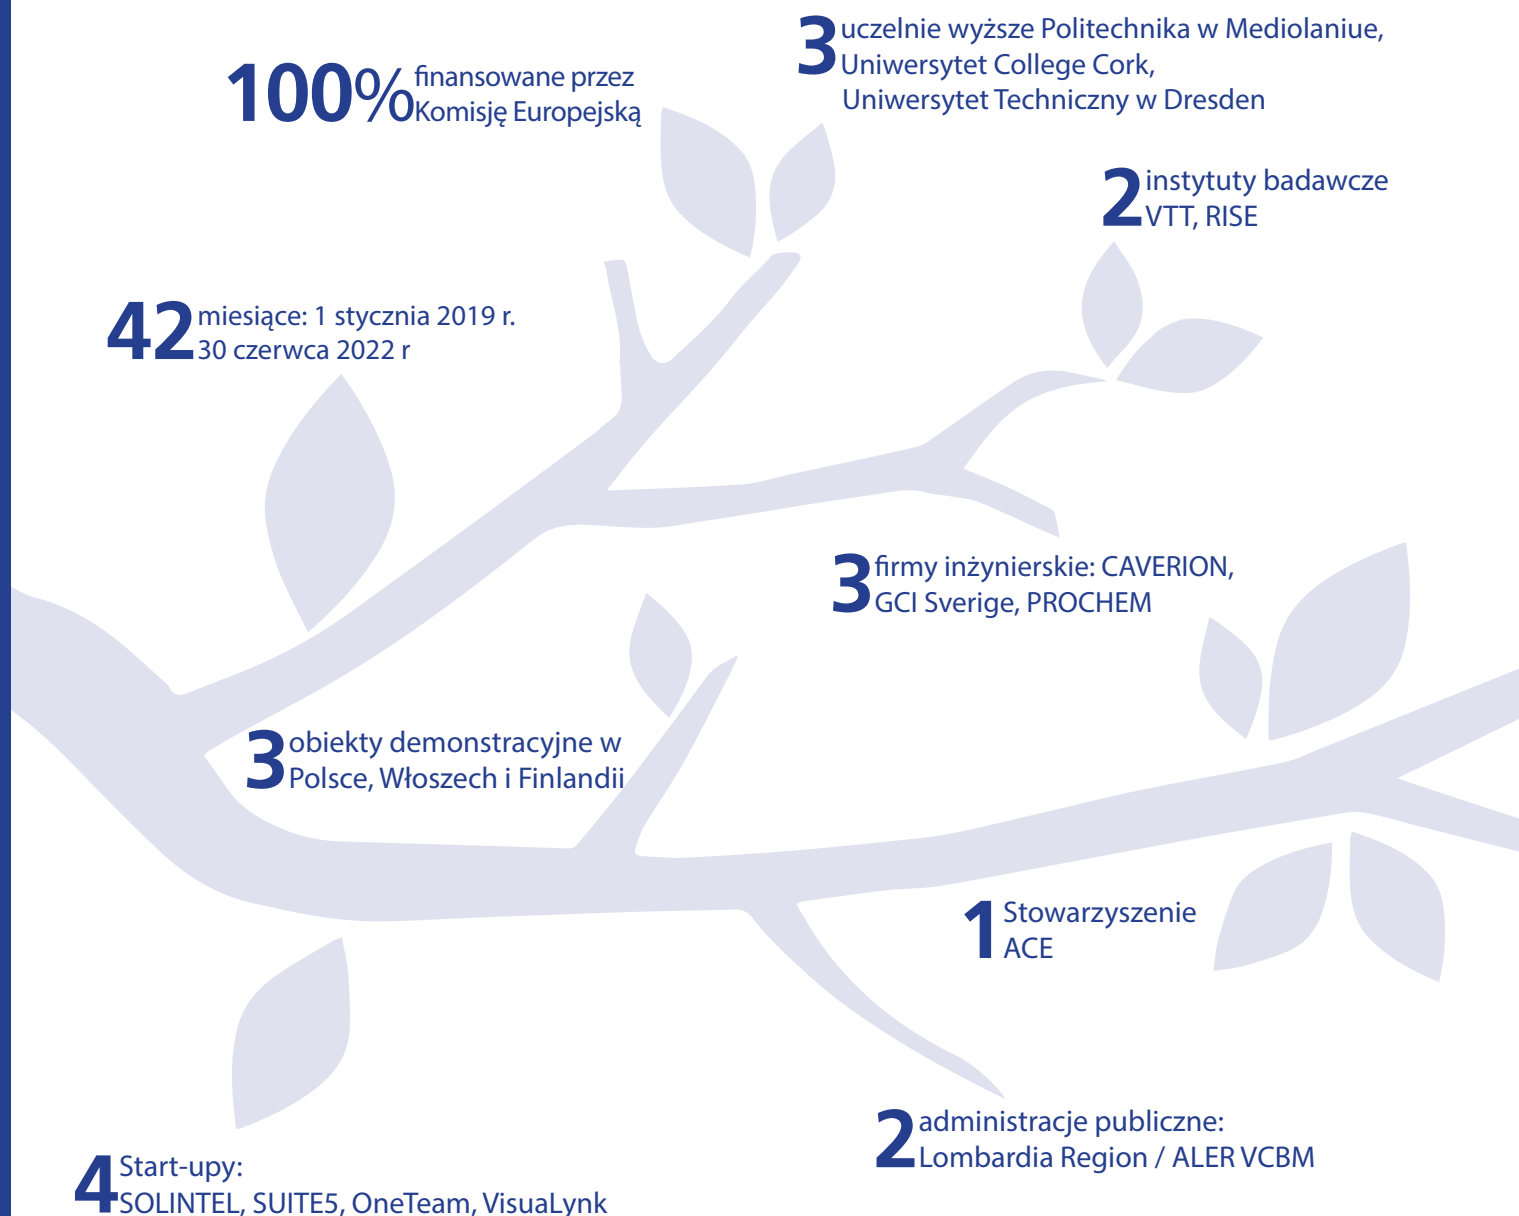 3 uczelnie wyższe Politechnika w Mediolaniue,
Uniwersytet College Cork,
Uniwersytet Techniczny w Dresden
100% finansowane przez
Komisję Europejską
2 instytuty badawcze
VTT, RISE
42 miesiące: 1 stycznia 2019 r.
30 czerwca 2022 r
3 firmy inżynierskie: CAVERION,
GCI Sverige, PROCHEM
3 obiekty demonstracyjne w
Polsce, Włoszech i Finlandii
1 Stowarzyszenie
ACE
2 administracje publiczne:
Lombardia Region / ALER VCBM
4 Start-upy:
SOLINTEL, SUITE5, OneTeam, VisuaLynk